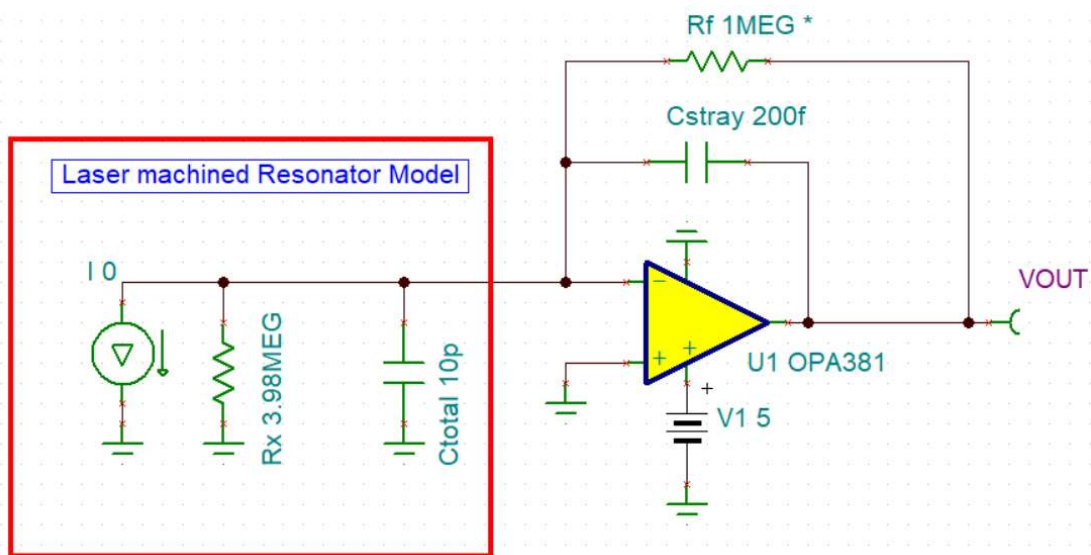 Rf 1MEG *
Cstray 200f
Laser machined Resonator Model
I 0
Rx 3.98MEG
Ctotal 10p
VOUT
U1 OPA381
V1 5